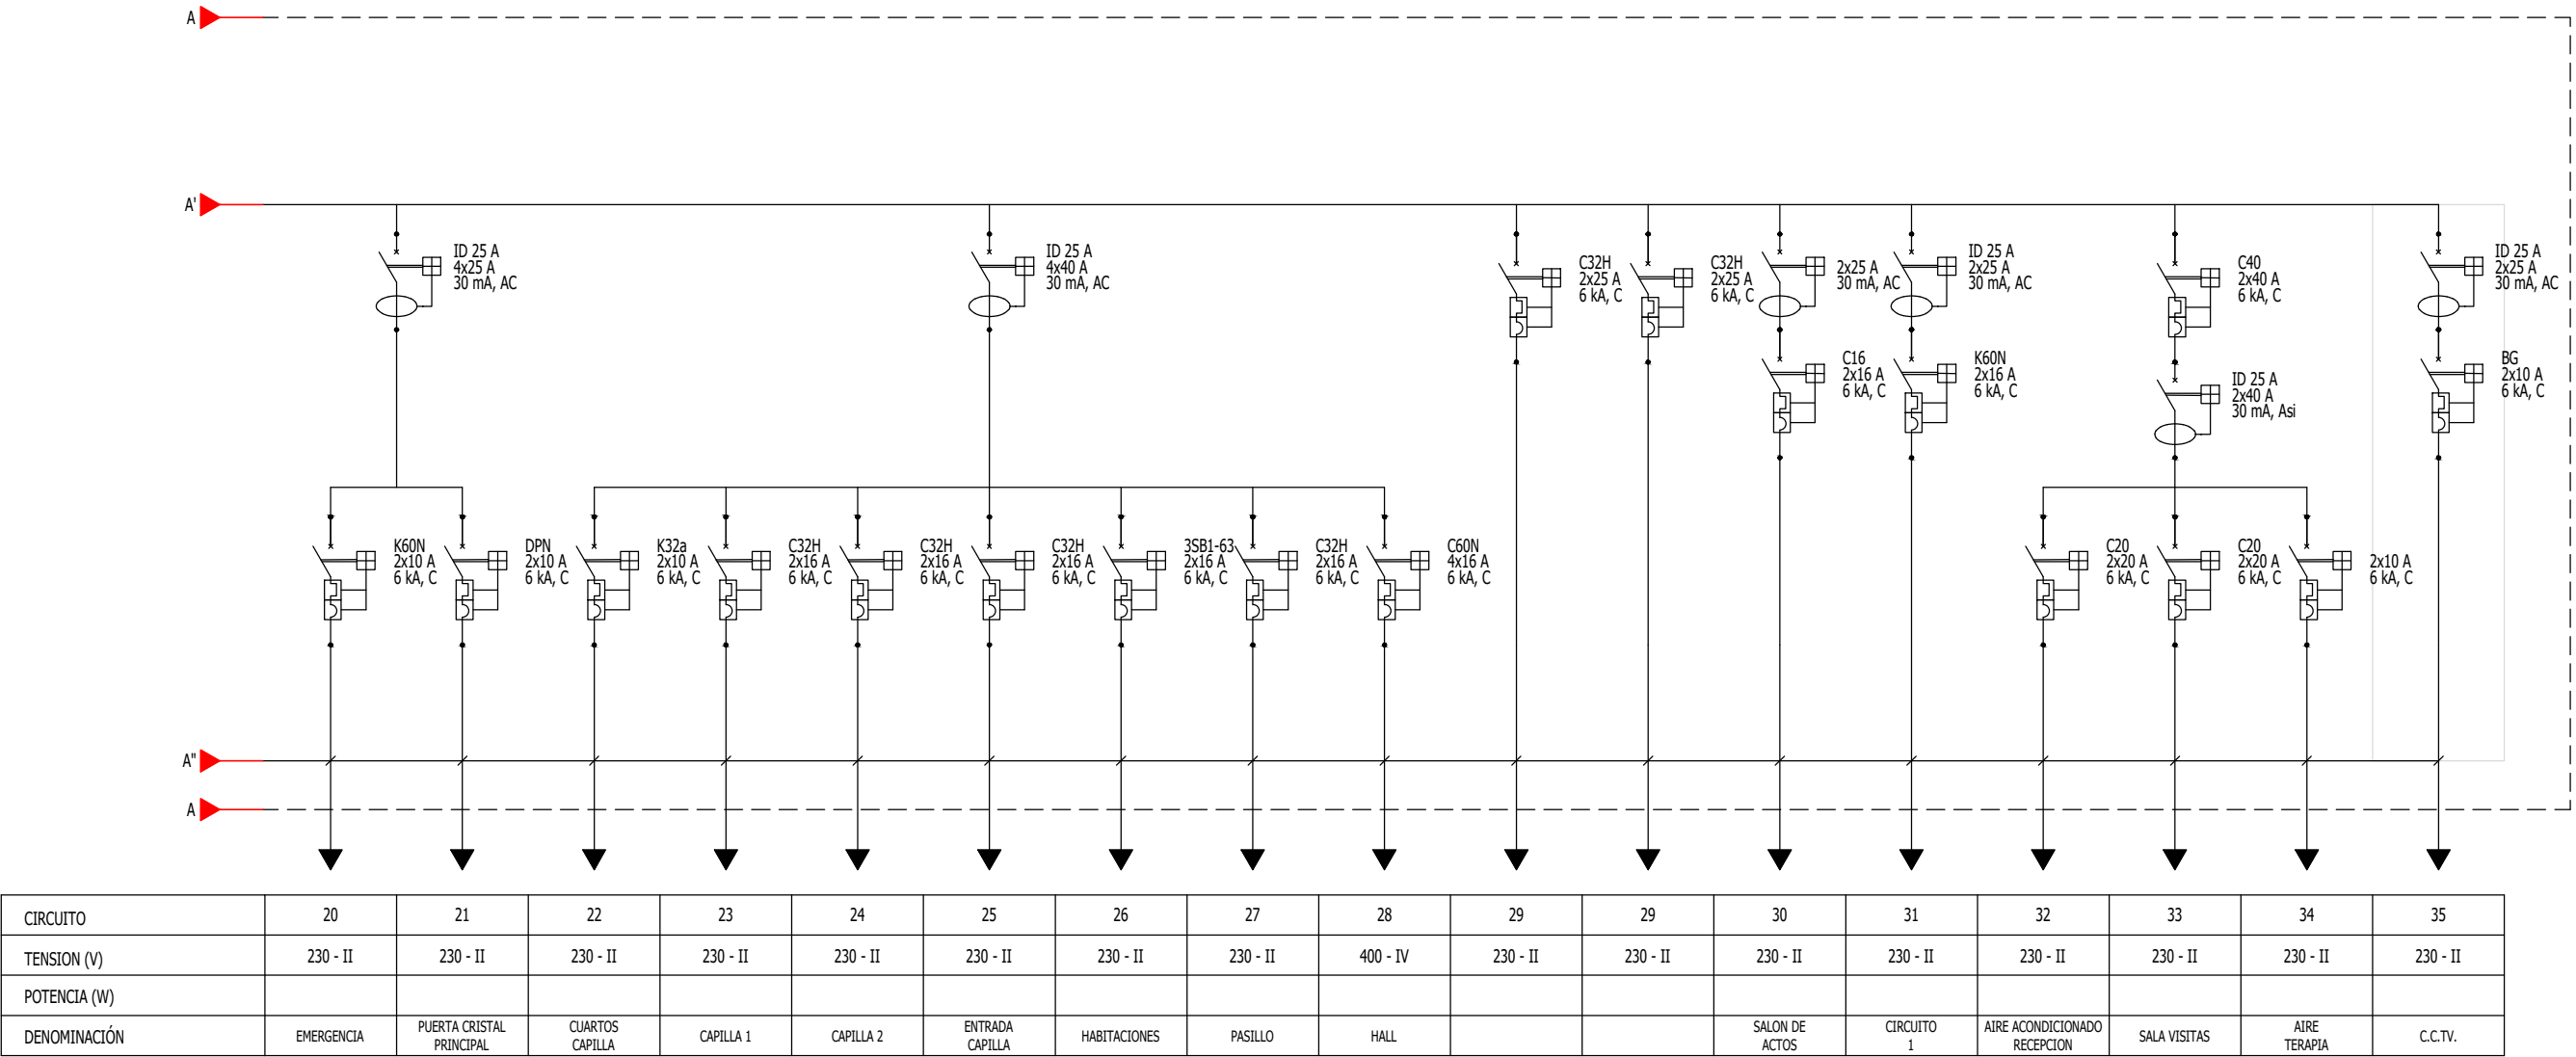 A
A'
ID 25 A
4x25 A
30 mA, AC
ID 25 A
4x40 A
30 mA, AC
C32H
2x25 A
6 kA, C
C32H
2x25 A
6 kA, C
2x25 A
30 mA, AC
ID 25 A
2x25 A
30 mA, AC
C40
2x40 A
6 kA, C
ID 25 A
2x25 A
30 mA, AC
C16
2x16 A
6 kA, C
K60N
2x16 A
6 kA, C
ID 25 A
2x40 A
30 mA, Asi
BG
2x10 A
6 kA, C
K60N
2x10 A
6 kA, C
DPN
2x10 A
6 kA, C
K32a
2x10 A
6 kA, C
C32H
2x16 A
6 kA, C
C32H
2x16 A
6 kA, C
C32H
2x16 A
6 kA, C
3SB1-63
2x16 A
6 kA, C
C32H
2x16 A
6 kA, C
C60N
4x16 A
6 kA, C
C20
2x20 A
6 kA, C
C20
2x20 A
6 kA, C
2x10 A
6 kA, C
A"
A
CIRCUITO 20 21 22 23 24 25 26 27 28 29 29 30 31 32 33 34 35
TENSION (V) 230 - II 230 - II 230 - II 230 - II 230 - II 230 - II 230 - II 230 - II 400 - IV 230 - II 230 - II 230 - II 230 - II 230 - II 230 - II 230 - II 230 - II
POTENCIA (W)
DENOMINACIÓN
EMERGENCIA
PUERTA CRISTAL
PRINCIPAL
CUARTOS
CAPILLA
CAPILLA 1
CAPILLA 2
ENTRADA
CAPILLA
HABITACIONES
PASILLO
HALL
SALON DE
ACTOS
CIRCUITO
1
AIRE ACONDICIONADO
RECEPCION
SALA VISITAS
AIRE
TERAPIA
C.C.TV.